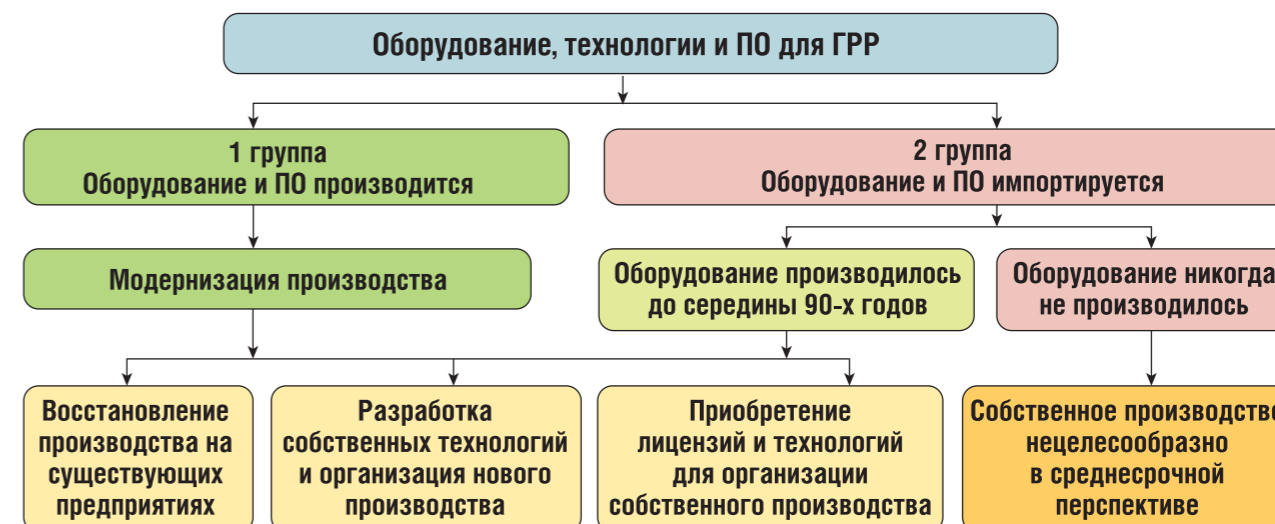 Оборудование, технологии и ПО для ГРР
1 группа
Оборудование и ПО производится
2 группа
Оборудование и ПО импортируется
Модернизация производства
Оборудование производилось
до середины 90-х годов
Оборудование никогда
не производилось
Восстановление
производства на
существующих
предприятиях
Разработка
собственных технологий
и организация нового
производства
Приобретение
лицензий и технологий
для организации
собственного производства
Собственное производство
нецелесообразно
в среднесрочной
перспективе